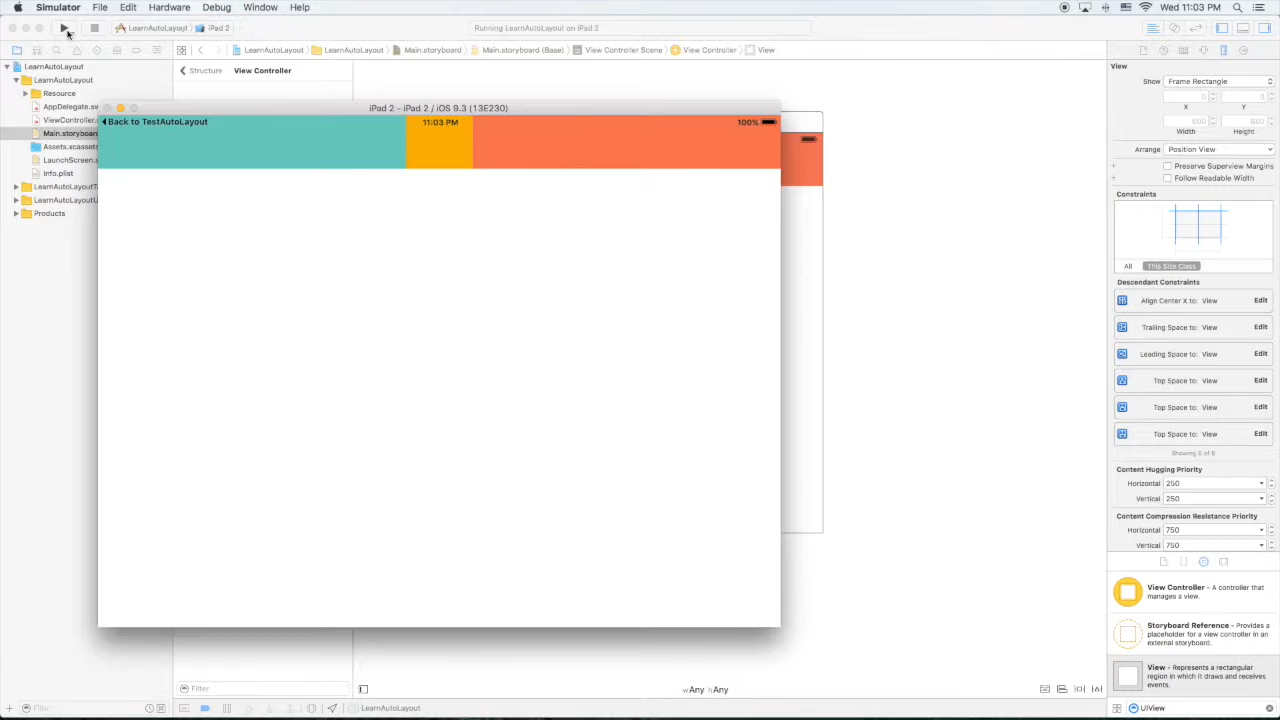 Simulator File Edit Hardware Debug Window Help Wed 11:03 PM
LearnAutoLayout iPad 2 Running LearnAutoLayout on iPad 2
LearnAutoLayout LearnAutoLayout Main.storyboard Main.storyboard (Base) View Controller Scene View Controller View
LearnAutoLayout
LearnAutoLayout
Resource
AppDelegate.sw
ViewController.
Main.storyboard
Assets.xcassets
LaunchScreen.s
Info.plist
LearnAutoLayoutT
LearnAutoLayoutU
Products
Structure View Controller
iPad 2 - iPad 2 / iOS 9.3 (13E230)
Back to TestAutoLayout 11:03 PM 100%
View
Show Frame Rectangle
0 0
X Y
600 600
Width Height
Arrange Position View
Preserve Superview Margins
Follow Readable Width
Constraints
All This Size Class
Descendant Constraints
Align Center X to: View Edit
Trailing Space to: View Edit
Leading Space to: View Edit
Top Space to: View Edit
Top Space to: View Edit
Top Space to: View Edit
Content Hugging Priority
Horizontal 250
Vertical 250
Content Compression Resistance Priority
Horizontal 750
Vertical 750
View Controller - A controller that
manages a view.
Storyboard Reference - Provides a
placeholder for a view controller in an
external storyboard.
View - Represents a rectangular
region in which it draws and receives
events.
Filter
wAny hAny
Filter
LearnAutoLayout
UIView